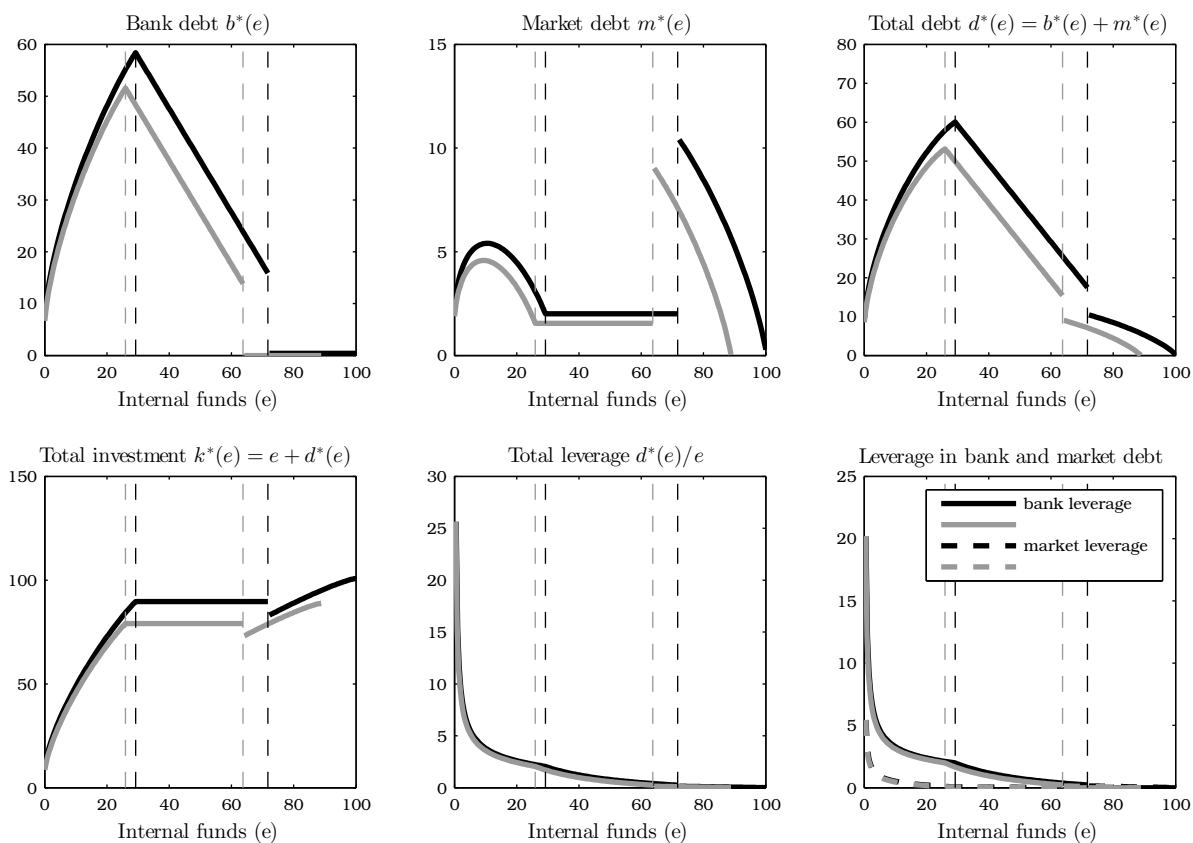 Bank debt b*(e)
60
50
40
30
20
10
0
0 20 40 60 80 100
Internal funds (e)
Market debt m*(e)
15
10
5
0
0 20 40 60 80 100
Internal funds (e)
Total debt d*(e) = b*(e) + m*(e)
80
70
60
50
40
30
20
10
0
0 20 40 60 80 100
Internal funds (e)
Total investment k*(e) = e + d*(e)
150
100
50
0
0 20 40 60 80 100
Internal funds (e)
Total leverage d*(e)/e
30
25
20
15
10
5
0
0 20 40 60 80 100
Internal funds (e)
Leverage in bank and market debt
25
20
15
10
5
0
bank leverage
market leverage
0 20 40 60 80 100
Internal funds (e)